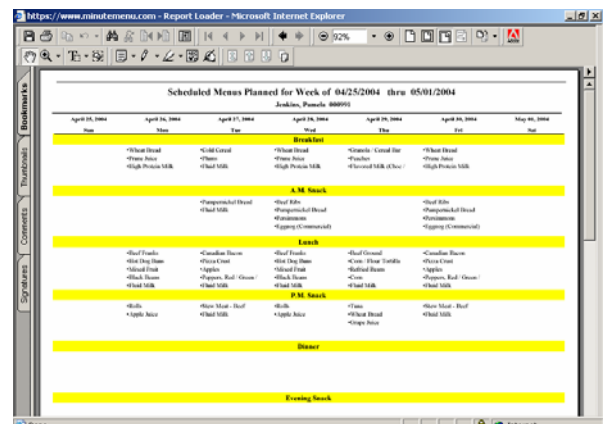 https://www.minutemenu.com - Report Loader - Microsoft Internet Explorer
92%
Bookmarks
Thumbnails
Comments
Signatures
Scheduled Menus Planned for Week of 04/25/2004 thru 05/01/2004
Jenkins, Pamela 000991
April 25, 2004 April 26, 2004 April 27, 2004 April 28, 2004 April 29, 2004 April 30, 2004 May 01, 2004
Sun Mon Tue Wed Thu Fri Sat
Breakfast
•Wheat Bread •Cold Cereal •Wheat Bread •Granola / Cereal Bar •Wheat Bread
•Prune Juice •Plums •Prune Juice •Peaches •Prune Juice
•High Protein Milk •Fluid Milk •High Protein Milk •Flavored Milk (Choc / •High Protein Milk
A.M. Snack
•Pumpernickel Bread •Beef Ribs •Beef Ribs
•Fluid Milk •Pumpernickel Bread •Pumpernickel Bread
•Persimmons •Persimmons
•Eggnog (Commercial) •Eggnog (Commercial)
Lunch
•Beef Franks •Canadian Bacon •Beef Franks •Beef Ground •Canadian Bacon
•Hot Dog Buns •Pizza Crust •Hot Dog Buns •Corn / Flour Tortilla •Pizza Crust
•Mixed Fruit •Apples •Mixed Fruit •Refried Beans •Apples
•Black Beans •Peppers, Red / Green / •Black Beans •Corn •Peppers, Red / Green /
•Fluid Milk •Fluid Milk •Fluid Milk •Fluid Milk •Fluid Milk
P.M. Snack
•Rolls •Stew Meat - Beef •Rolls •Tuna •Stew Meat - Beef
•Apple Juice •Fluid Milk •Apple Juice •Wheat Bread •Fluid Milk
•Grape Juice
Dinner
Evening Snack